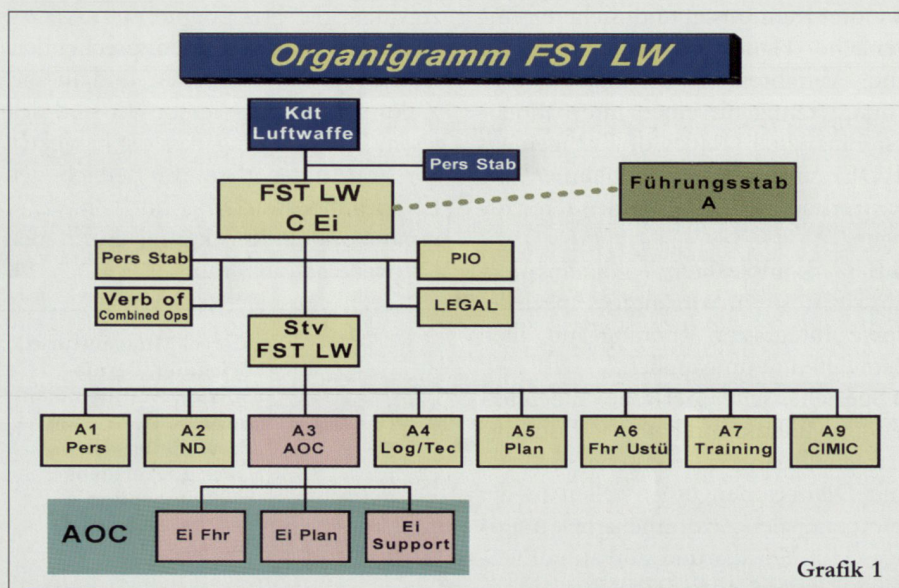 Organigramm FST LW
Kdt
Luftwaffe
Pers Stab
FST LW
C Ei
Führungsstab
A
Pers Stab
PIO
Verb of
Combined Ops
LEGAL
Stv
FST LW
A1
Pers
A2
ND
A3
AOC
A4
Log/Tec
A5
Plan
A6
Fhr Ustü
A7
Training
A9
CIMIC
AOC
Ei Fhr
Ei Plan
Ei
Support
Grafik 1